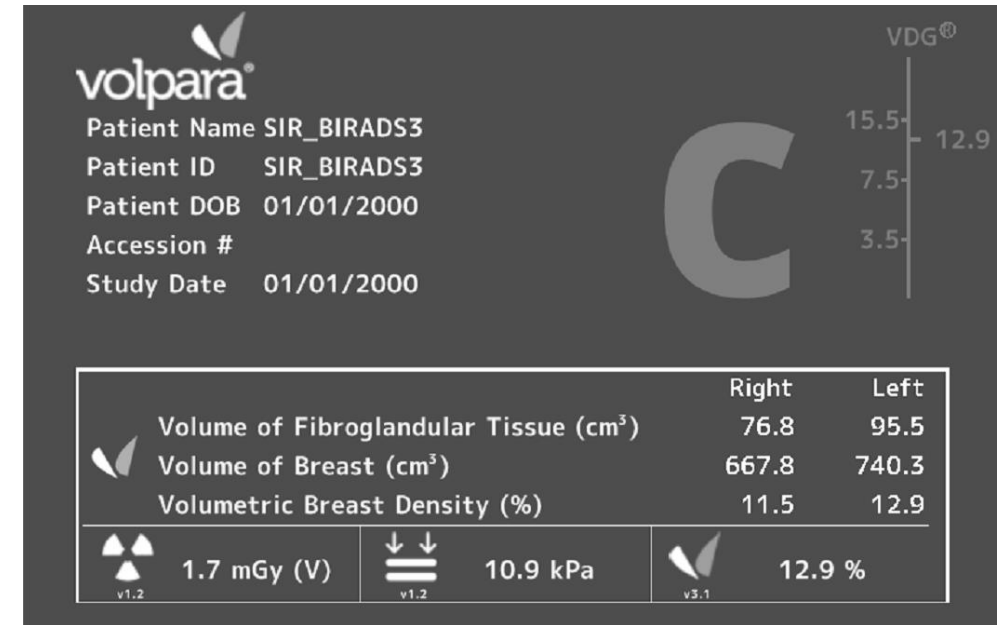 volpara®
Patient Name SIR_BIRADS3
Patient ID SIR_BIRADS3
Patient DOB 01/01/2000
Accession #
Study Date 01/01/2000
C
VDG®
15.5
12.9
7.5
3.5
Right Left
Volume of Fibroglandular Tissue (cm³) 76.8 95.5
Volume of Breast (cm³) 667.8 740.3
Volumetric Breast Density (%) 11.5 12.9
1.7 mGy (V) 10.9 kPa 12.9 %
v1.2 v1.2 v3.1